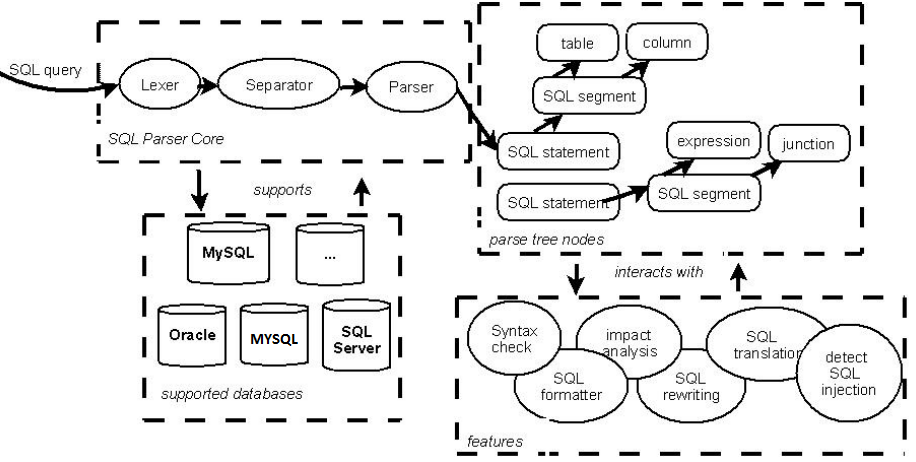 SQL query
Lexer
Separator
Parser
SQL Parser Core
table
column
SQL segment
SQL statement
expression
junction
SQL segment
SQL statement
parse tree nodes
supports
MySQL
...
Oracle
MYSQL
SQL
Server
supported databases
interacts with
Syntax
check
impact
analysis
SQL
translation
detect
SQL
injection
SQL
formatter
SQL
rewriting
features